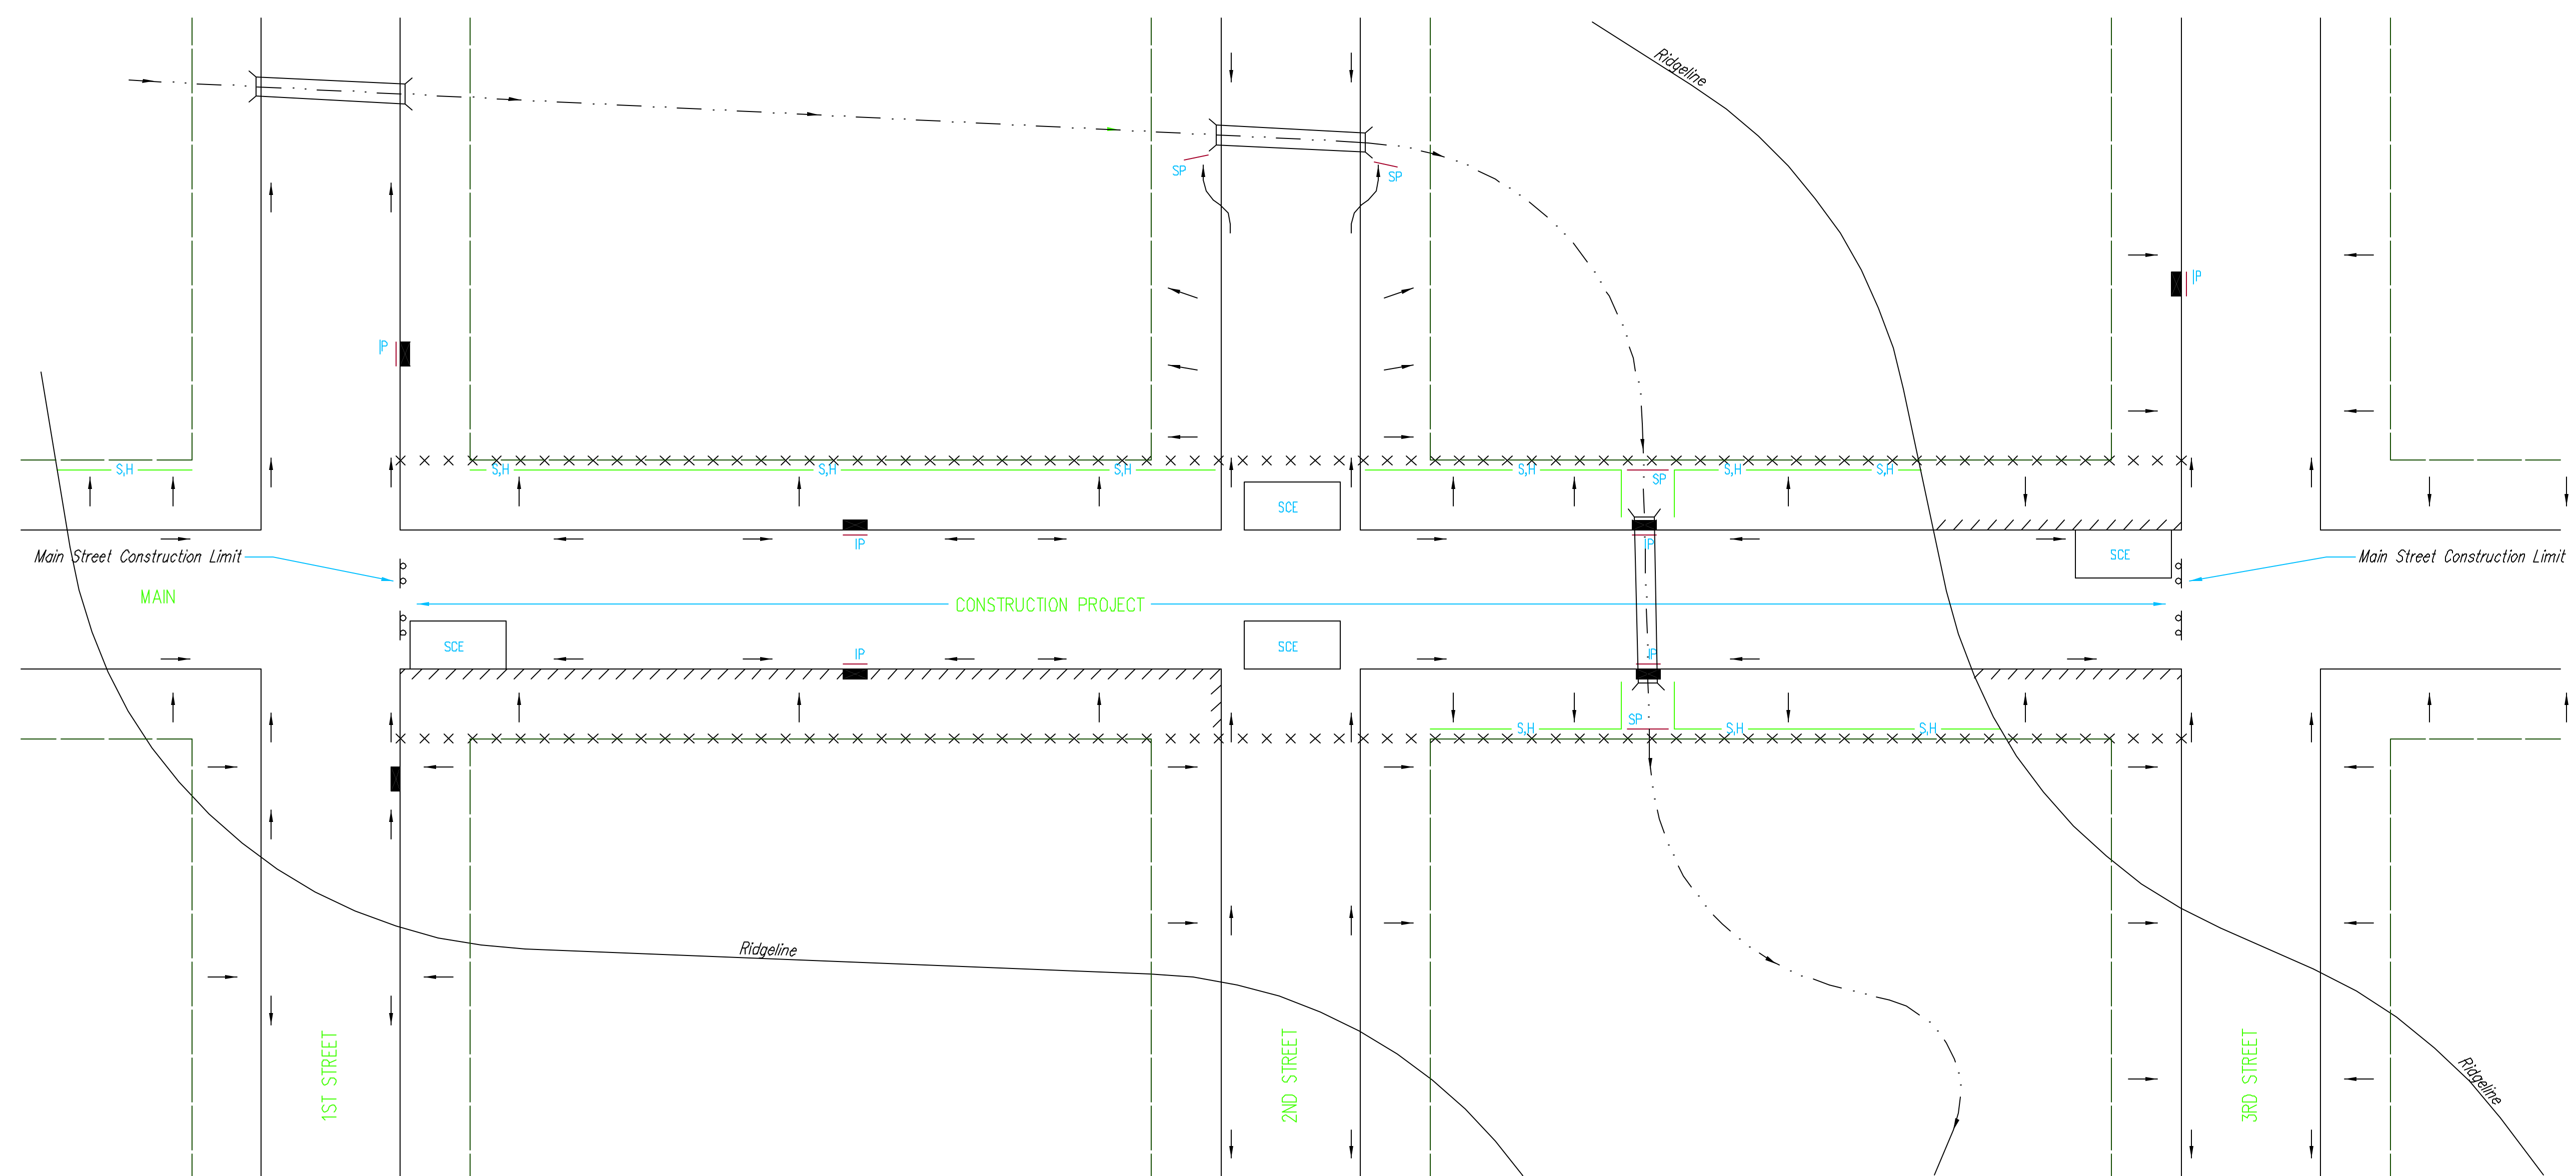 Ridgeline
SP
SP
IP
IP
S,H
S,H
S,H
S,H
S,H
S,H
S,H
SP
SCE
IP
IP
SCE
Main Street Construction Limit
Main Street Construction Limit
MAIN
CONSTRUCTION PROJECT
SCE
SCE
IP
IP
SP
S,H
S,H
S,H
Ridgeline
1ST STREET
2ND STREET
3RD STREET
Ridgeline